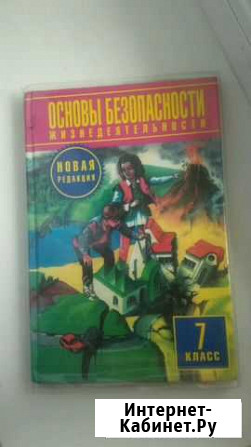 ОСНОВЫ БЕЗОПАСНОСТИ
ЖИЗНЕДЕЯТЕЛЬНОСТИ
НОВАЯ
РЕДАКЦИЯ
7
КЛАСС
Интернет-
Кабинет.Ру